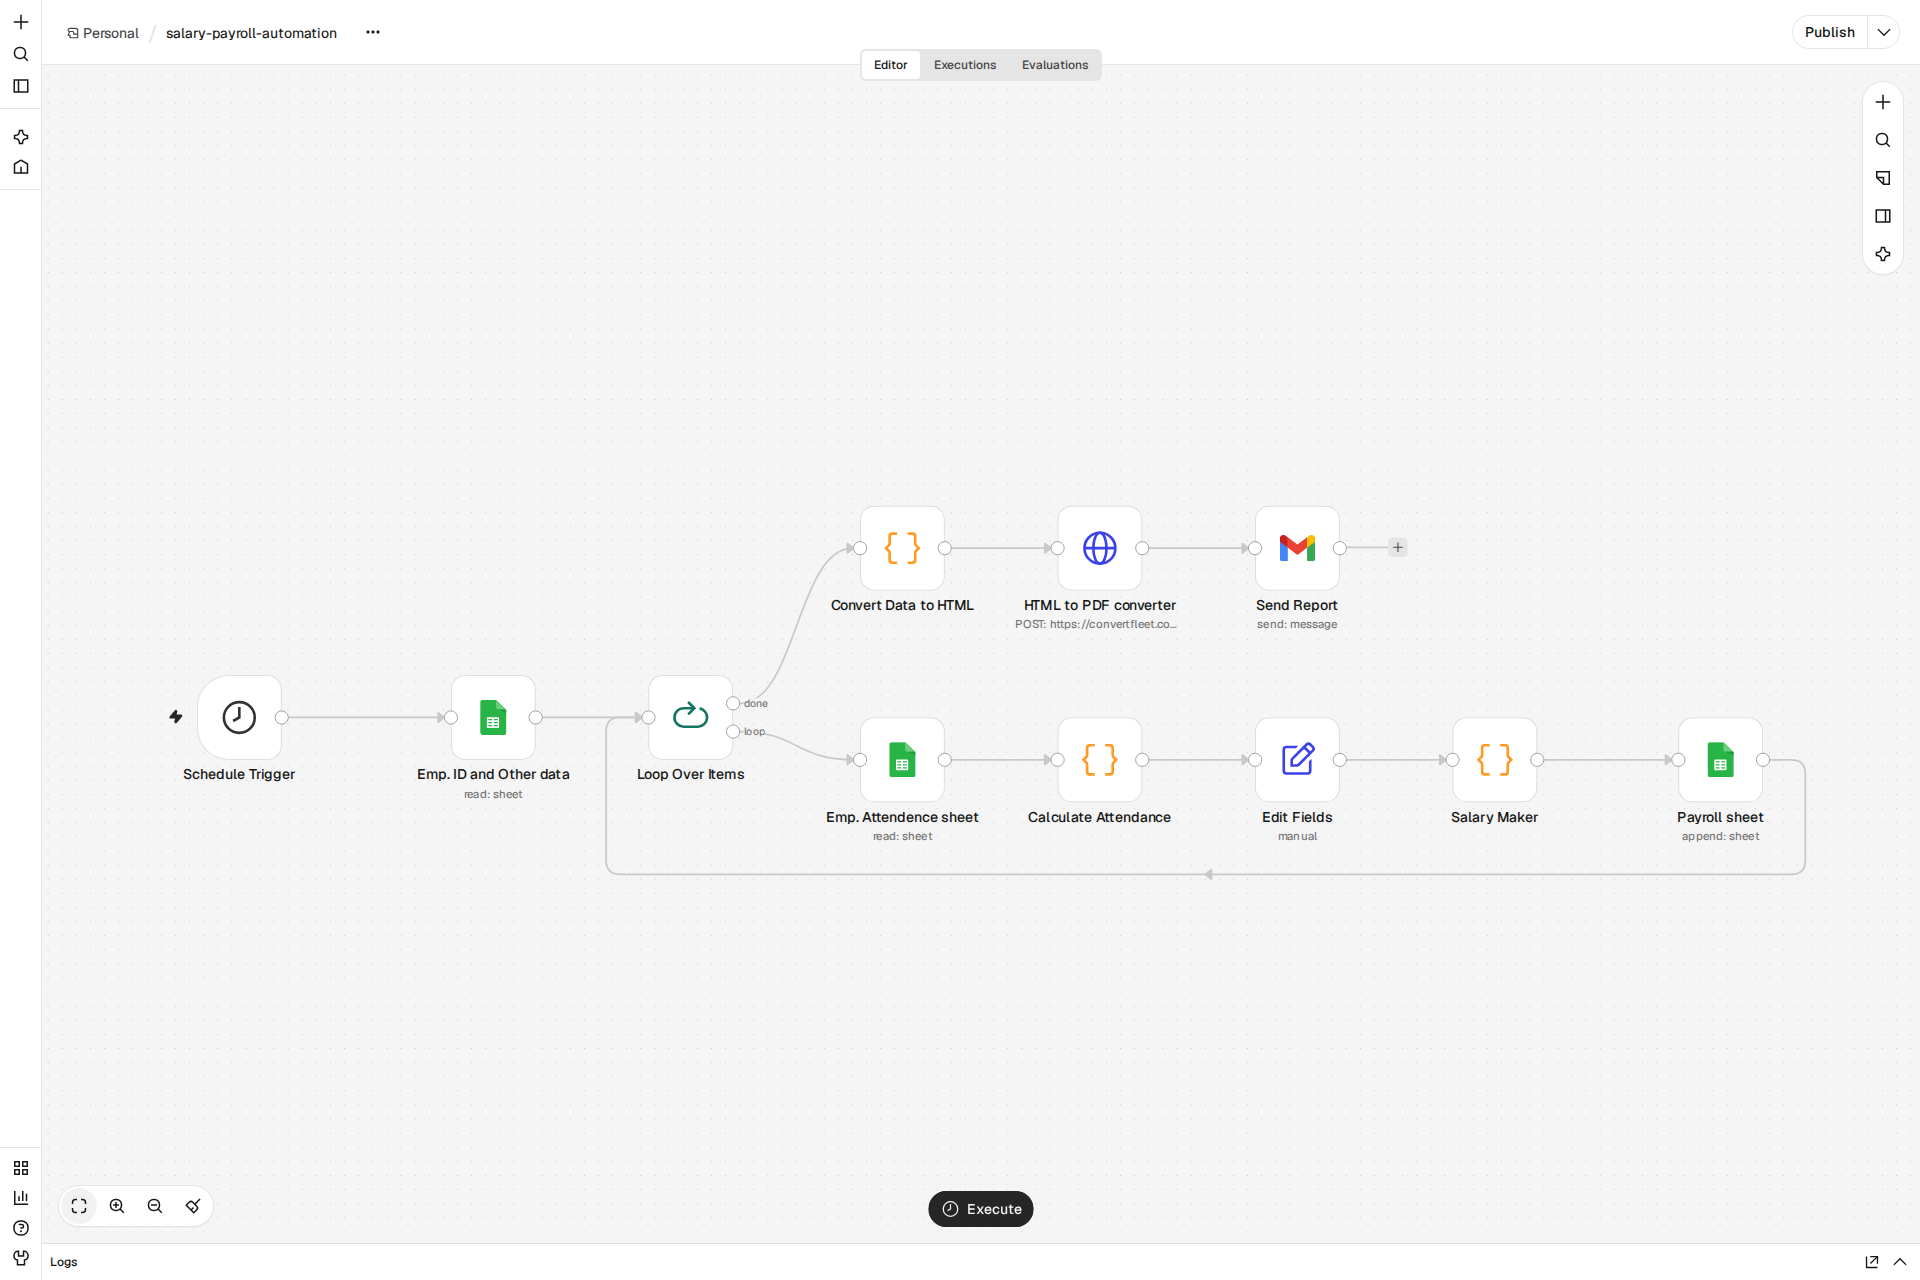 Personal / salary-payroll-automation
Publish
Editor
Executions
Evaluations
Convert Data to HTML
HTML to PDF converter
POST: https://convertfleet.co...
Send Report
send: message
done
loop
Schedule Trigger
Emp. ID and Other data
read: sheet
Loop Over Items
Emp. Attendence sheet
read: sheet
Calculate Attendance
Edit Fields
manual
Salary Maker
Payroll sheet
append: sheet
Execute
Logs